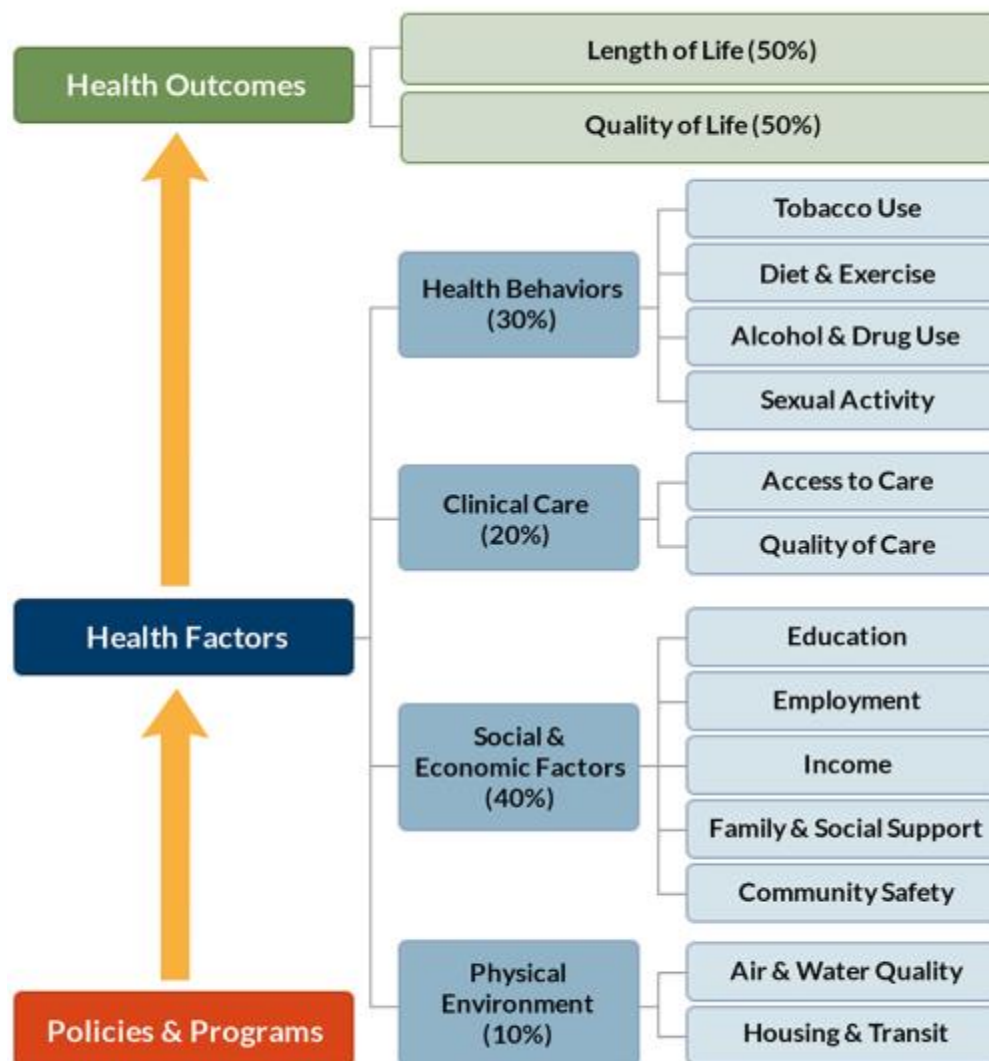 Health Outcomes
Length of Life (50%)
Quality of Life (50%)
Health Behaviors
(30%)
Tobacco Use
Diet & Exercise
Alcohol & Drug Use
Sexual Activity
Clinical Care
(20%)
Access to Care
Quality of Care
Health Factors
Social &
Economic Factors
(40%)
Education
Employment
Income
Family & Social Support
Community Safety
Physical
Environment
(10%)
Air & Water Quality
Housing & Transit
Policies & Programs